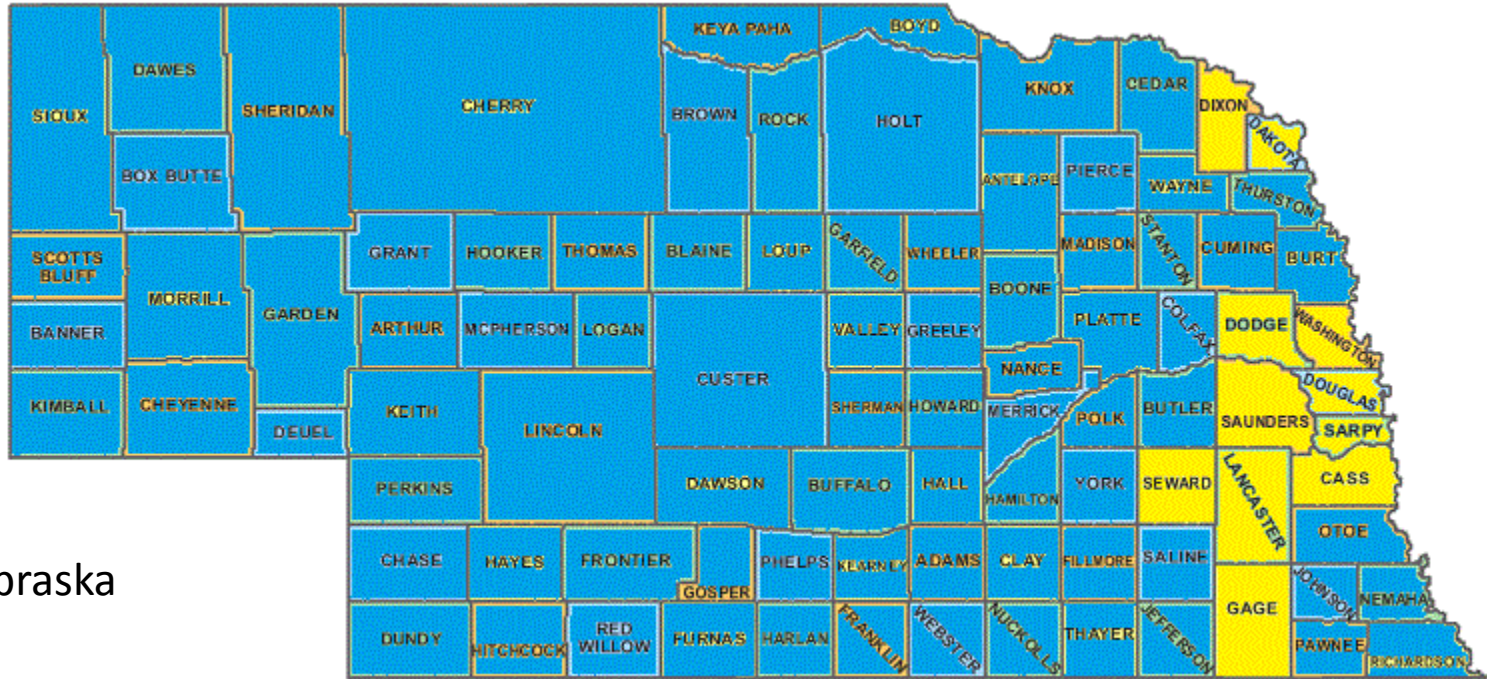 KEYA PAHA
BOYD
DAWES
SIOUX
SHERIDAN
CHERRY
BROWN
ROCK
HOLT
KNOX
CEDAR
DIXON
DAKOTA
BOX BUTTE
ANTELOPE
PIERCE
WAYNE
THURSTON
SCOTTS
BLUFF
MORRILL
GARDEN
GRANT
HOOKER
THOMAS
BLAINE
LOUP
GARFIELD
WHEELER
MADISON
STANTON
CUMING
BURT
BANNER
ARTHUR
MCPHERSON
LOGAN
CUSTER
VALLEY
GREELEY
BOONE
PLATTE
COLFAX
DODGE
WASHINGTON
KIMBALL
CHEYENNE
DEUEL
KEITH
LINCOLN
SHERMAN
HOWARD
NANCE
MERRICK
POLK
BUTLER
SAUNDERS
DOUGLAS
SARPY
PERKINS
DAWSON
BUFFALO
HALL
HAMILTON
YORK
SEWARD
LANCASTER
CASS
OTOE
braska
CHASE
HAYES
FRONTIER
GOSPER
PHELPS
KEARNEY
ADAMS
CLAY
FILLMORE
SALINE
GAGE
JOHNSON
NEMAHA
DUNDY
HITCHCOCK
RED
WILLOW
FURNAS
HARLAN
FRANKLIN
WEBSTER
NUCKOLLS
THAYER
JEFFERSON
PAWNEE
RICHARDSON